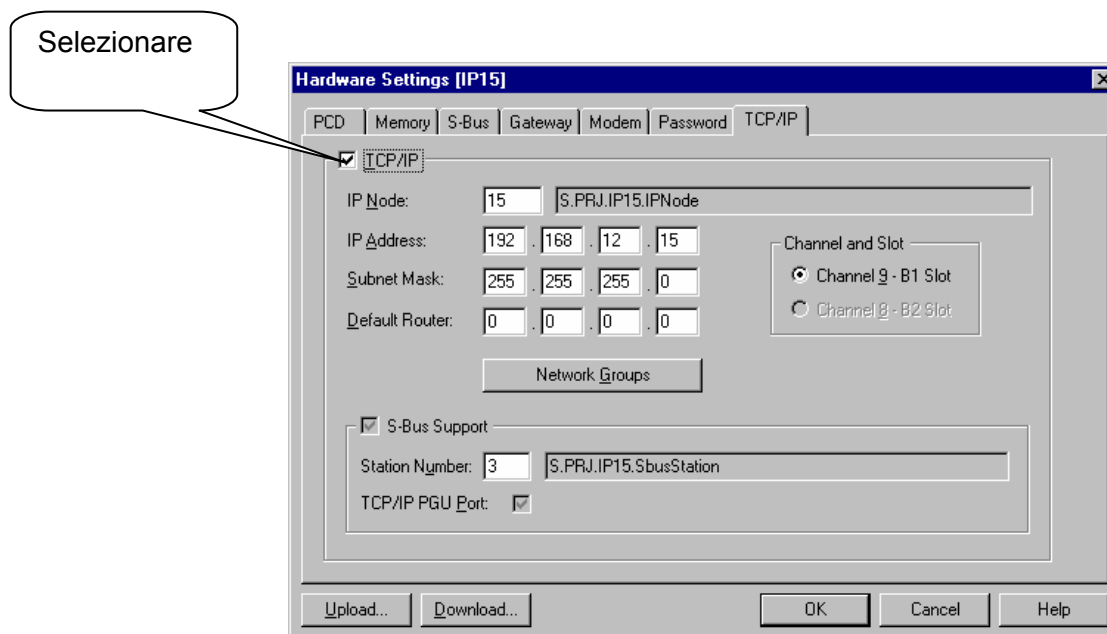 Selezionare
Hardware Settings [IP15]
PCD Memory S-Bus Gateway Modem Password TCP/IP
TCP/IP
IP Node: 15 S.PRJ.IP15.IPNode
IP Address: 192 . 168 . 12 . 15
Subnet Mask: 255 . 255 . 255 . 0
Default Router: 0 . 0 . 0 . 0
Channel and Slot
Channel 9 - B1 Slot
Channel 8 - B2 Slot
Network Groups
S-Bus Support
Station Number: 3 S.PRJ.IP15.SbusStation
TCP/IP PGU Port:
Upload... Download... OK Cancel Help